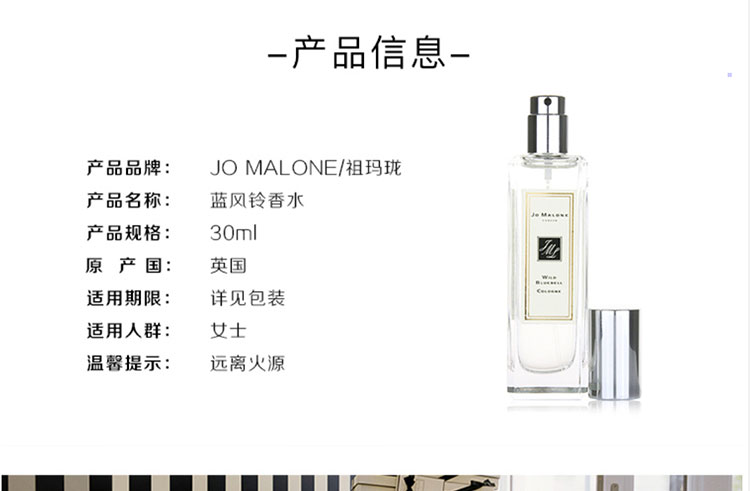 –产品信息–
产品品牌： JO MALONE/祖玛珑
产品名称： 蓝风铃香水
产品规格： 30ml
原 产 国： 英国
适用期限： 详见包装
适用人群： 女士
温馨提示： 远离火源
JO MALONE
LONDON
JML
WILD
BLUEBELL
COLOGNE